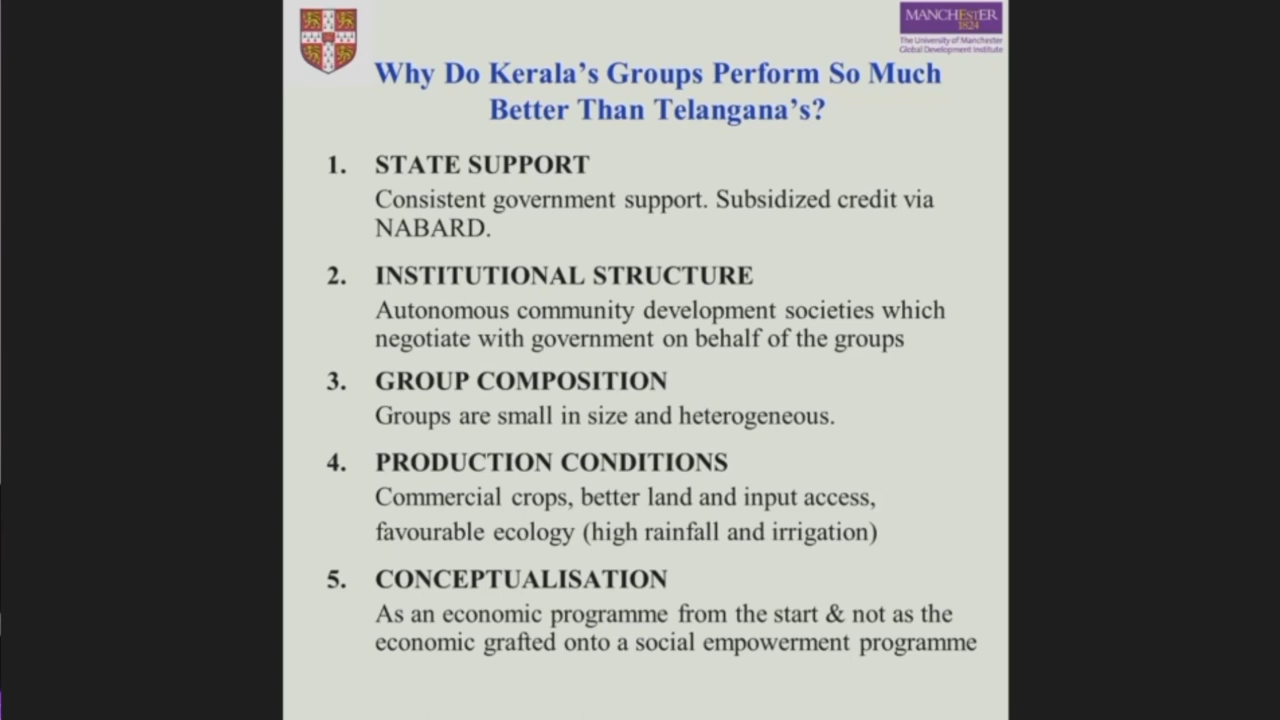 MANCHESTER
1824
The University of Manchester
Global Development Institute
Why Do Kerala's Groups Perform So Much
Better Than Telangana's?
1. STATE SUPPORT
Consistent government support. Subsidized credit via
NABARD.
2. INSTITUTIONAL STRUCTURE
Autonomous community development societies which
negotiate with government on behalf of the groups
3. GROUP COMPOSITION
Groups are small in size and heterogeneous.
4. PRODUCTION CONDITIONS
Commercial crops, better land and input access,
favourable ecology (high rainfall and irrigation)
5. CONCEPTUALISATION
As an economic programme from the start & not as the
economic grafted onto a social empowerment programme